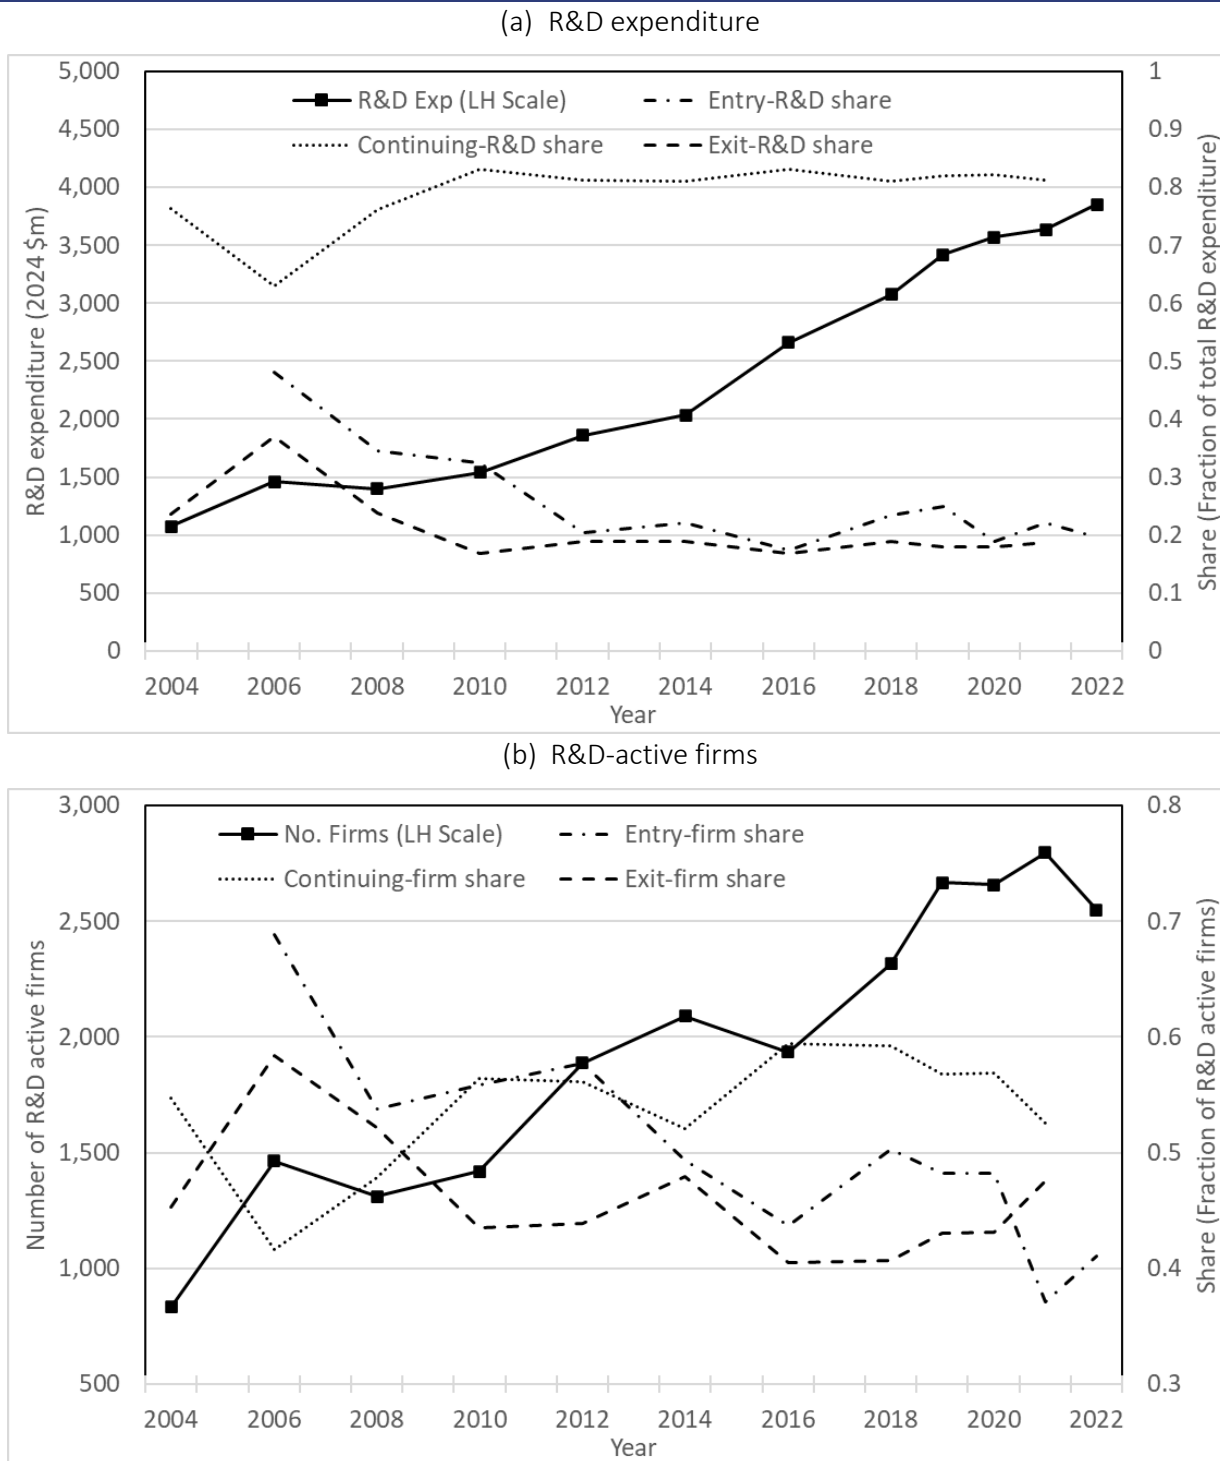 (a) R&D expenditure
R&D Exp (LH Scale)
Entry-R&D share
Continuing-R&D share
Exit-R&D share
R&D expenditure (2024 $m)
5,000
4,500
4,000
3,500
3,000
2,500
2,000
1,500
1,000
500
0
1
0.9
0.8
0.7
0.6
0.5
0.4
0.3
0.2
0.1
0
Share (Fraction of total R&D expenditure)
2004 2006 2008 2010 2012 2014 2016 2018 2020 2022
Year
(b) R&D-active firms
No. Firms (LH Scale)
Entry-firm share
Continuing-firm share
Exit-firm share
Number of R&D active firms
3,000
2,500
2,000
1,500
1,000
500
0.8
0.7
0.6
0.5
0.4
0.3
Share (Fraction of R&D active firms)
2004 2006 2008 2010 2012 2014 2016 2018 2020 2022
Year